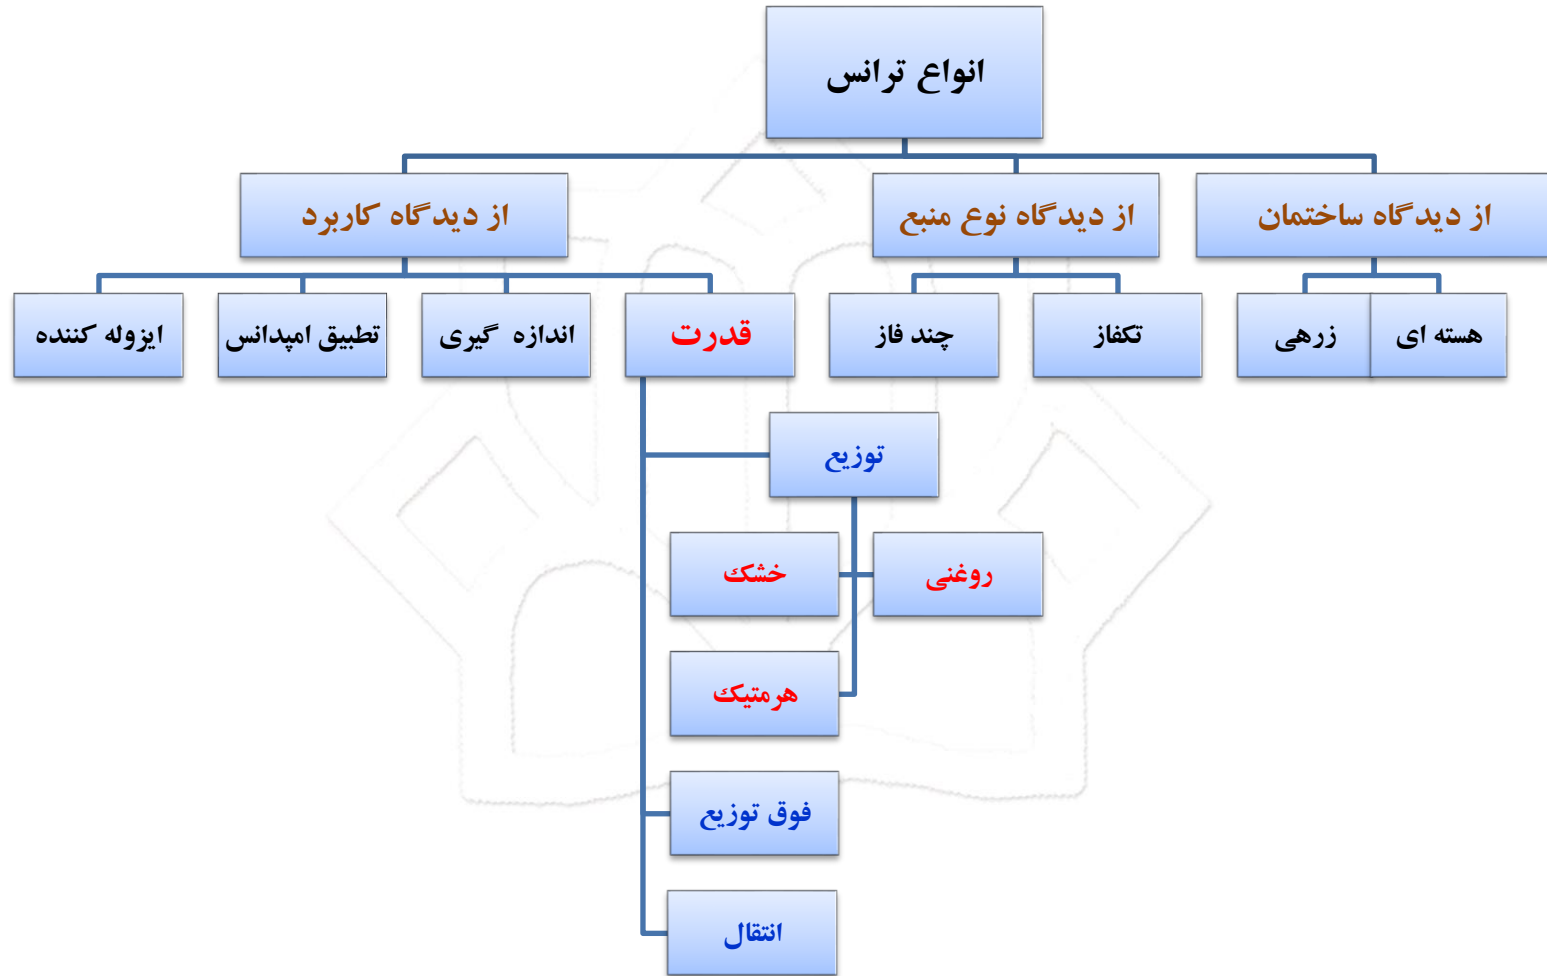 انواع ترانس
از دیدگاه ساختمان
از دیدگاه نوع منبع
از دیدگاه کاربرد
هسته ای
زرهی
تکفاز
چند فاز
قدرت
اندازه گیری
تطبیق امپدانس
ایزوله کننده
توزیع
روغنی
خشک
هرمتیک
فوق توزیع
انتقال